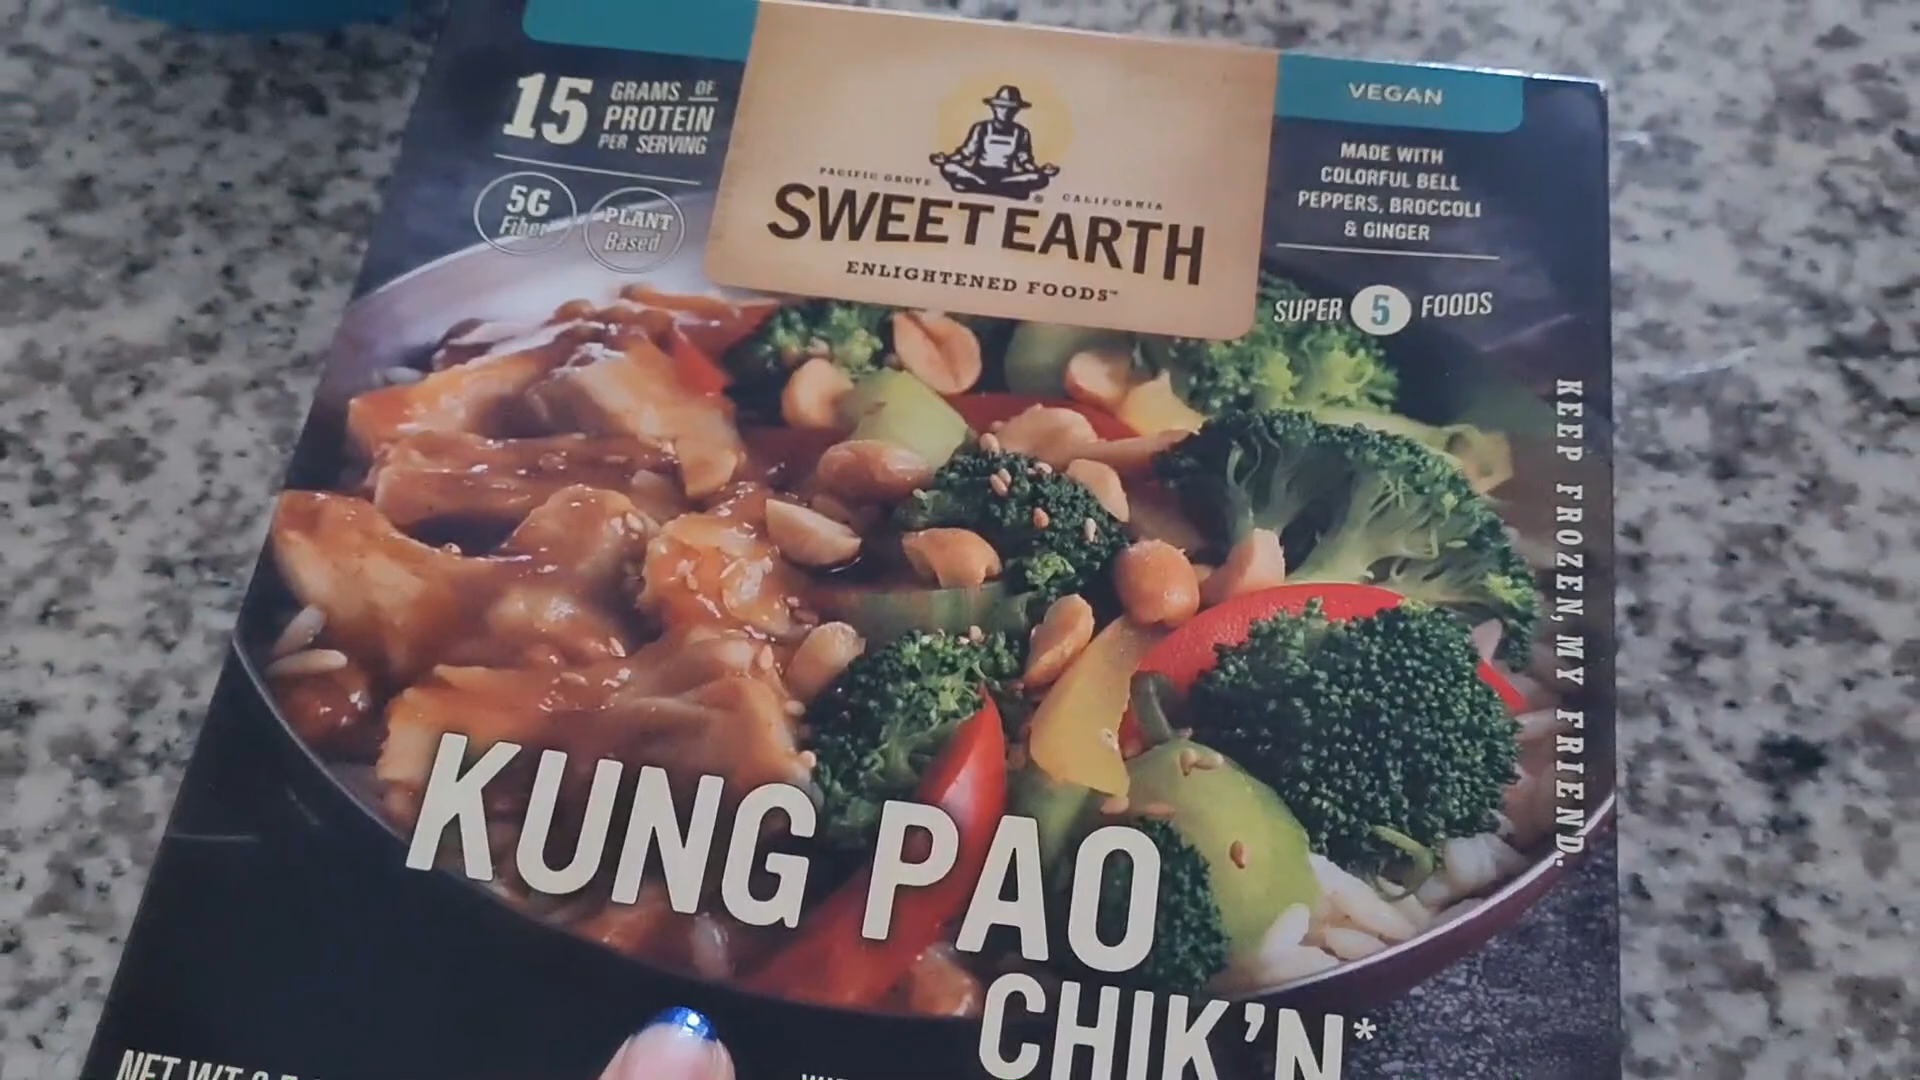 15 GRAMS OF
PROTEIN
PER SERVING
5G
Fiber
PLANT
Based
PACIFIC GROVE
CALIFORNIA
SWEET EARTH
®
ENLIGHTENED FOODS™
VEGAN
MADE WITH
COLORFUL BELL
PEPPERS, BROCCOLI
& GINGER
SUPER 5 FOODS
KEEP FROZEN, MY FRIEND.
KUNG PAO
CHIK'N*
NET WT